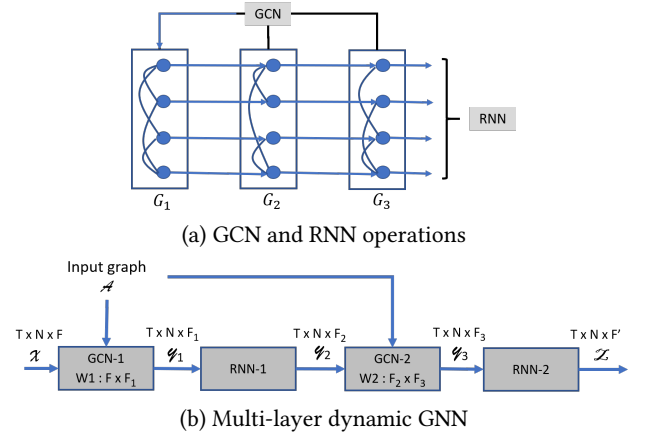 GCN
RNN
G₁ G₂ G₃
(a) GCN and RNN operations
Input graph
𝒜
T x N x F T x N x F₁ T x N x F₂ T x N x F₃ T x N x F'
𝒳 𝒴₁ 𝒴₂ 𝒴₃ 𝒵
GCN-1 RNN-1 GCN-2 RNN-2
W1 : F x F₁ W2 : F₂ x F₃
(b) Multi-layer dynamic GNN